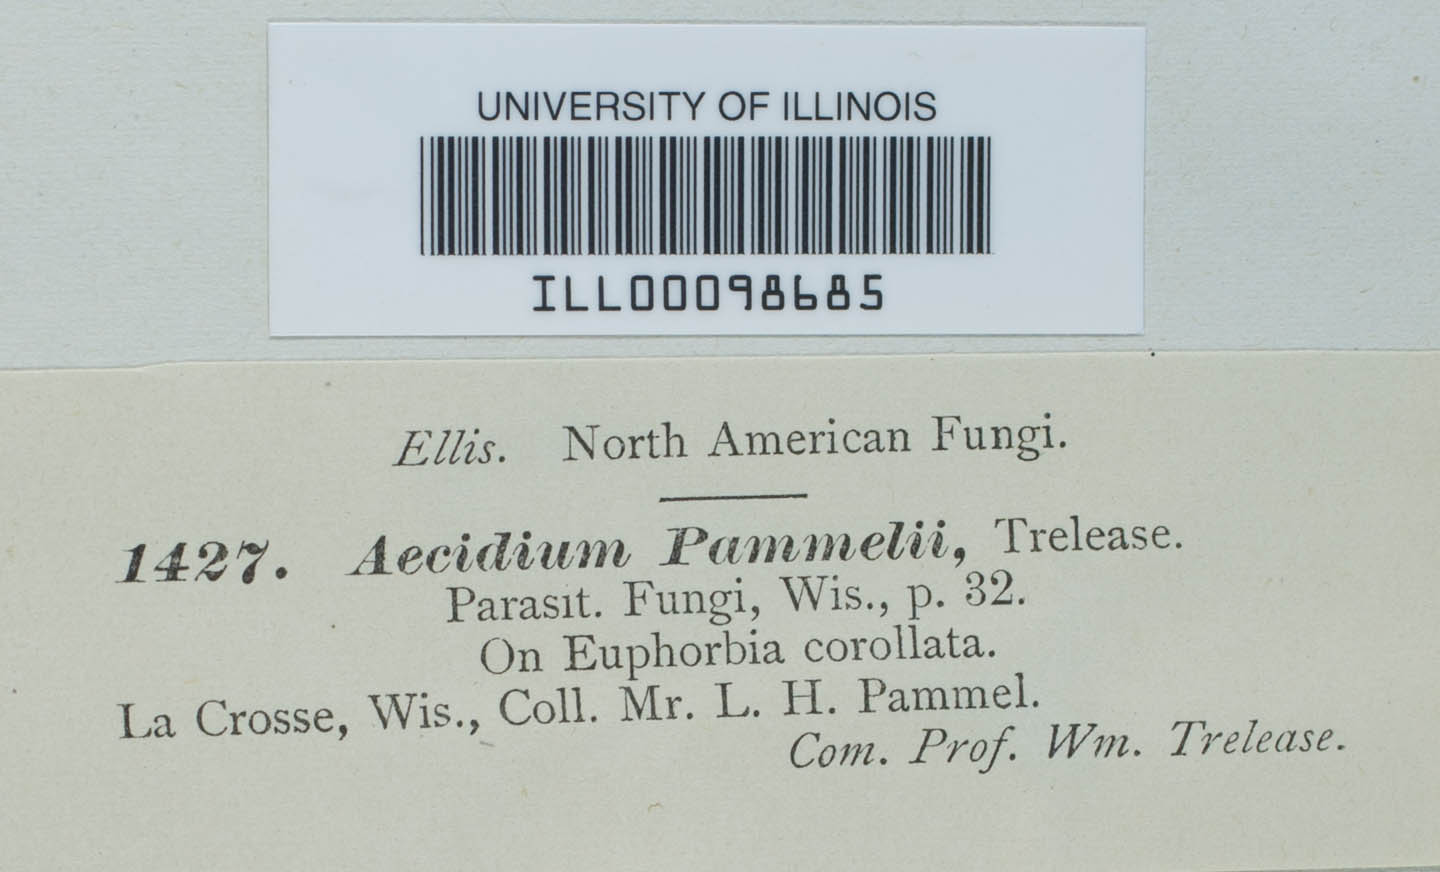 UNIVERSITY OF ILLINOIS
ILL00098685
Ellis. North American Fungi.
1427. Aecidium Pammelii, Trelease.
Parasit. Fungi, Wis., p. 32.
On Euphorbia corollata.
La Crosse, Wis., Coll. Mr. L. H. Pammel.
Com. Prof. Wm. Trelease.